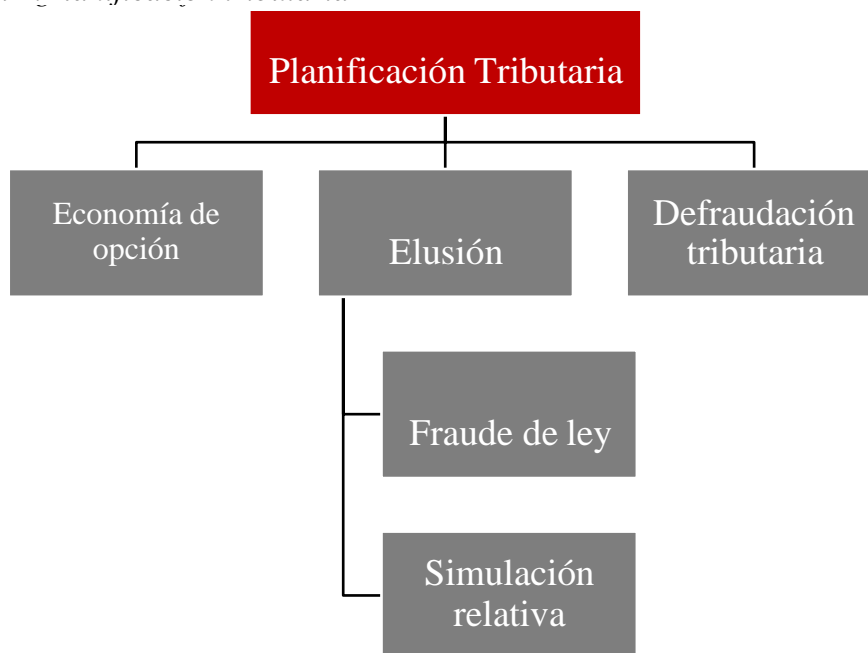 Planificación Tributaria
Economía de
opción
Elusión
Defraudación
tributaria
Fraude de ley
Simulación
relativa